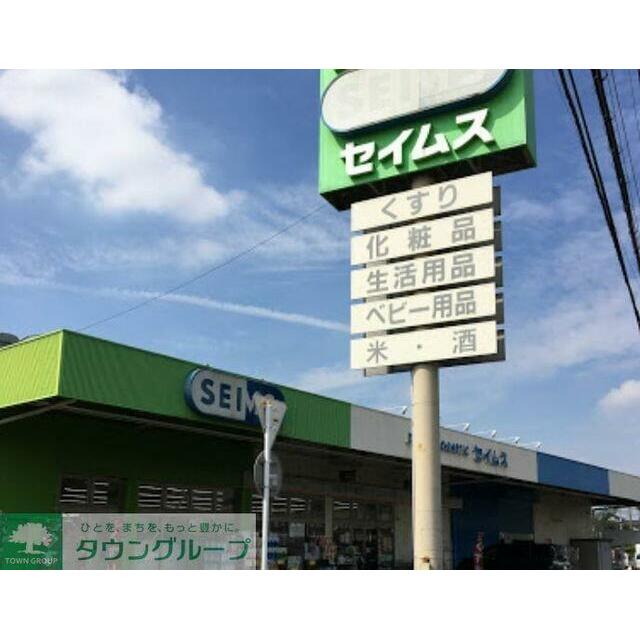 SEIMS
セイムス
くすり
化粧品
生活用品
ベビー用品
米・酒
SEIMS
セイムス
ひとを、まちを、もっと豊かに。
タウングループ
TOWN GROUP